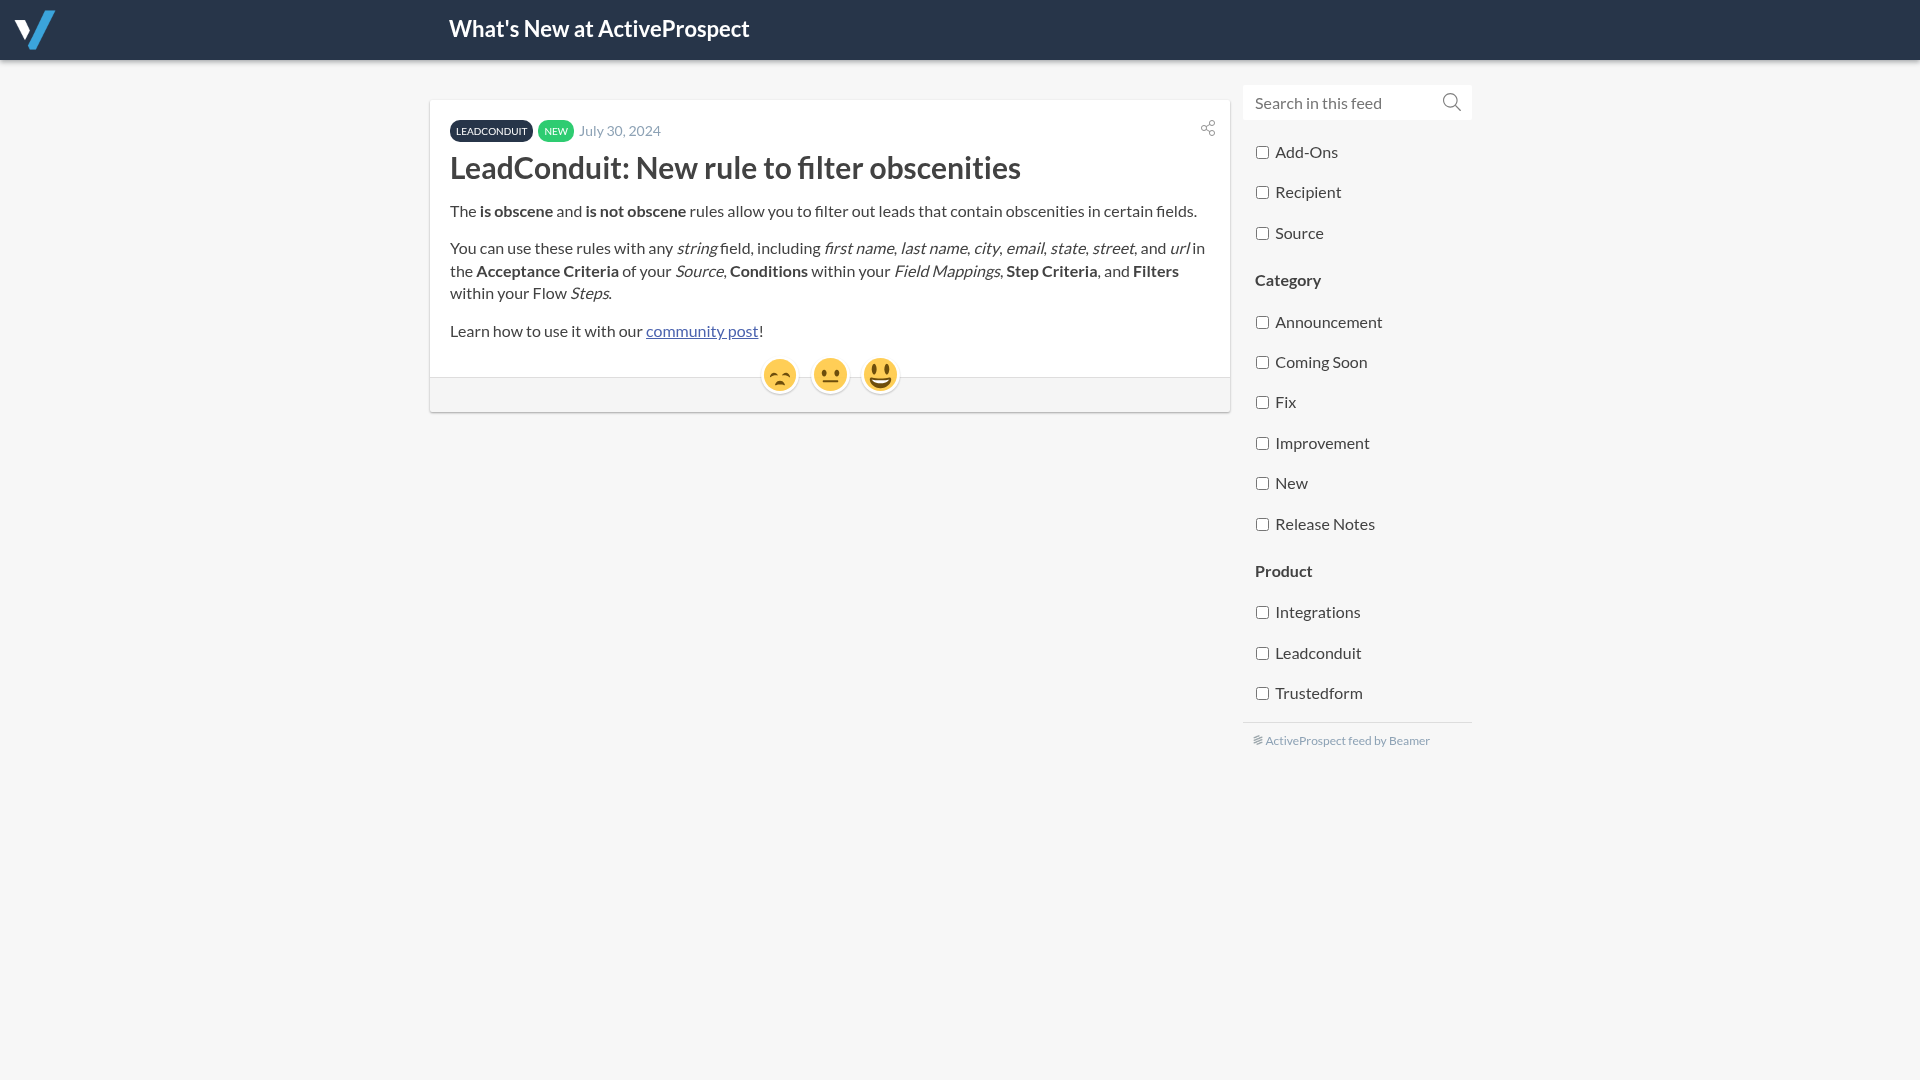 What's New at ActiveProspect
LEADCONDUIT NEW July 30, 2024
LeadConduit: New rule to filter obscenities
The is obscene and is not obscene rules allow you to filter out leads that contain obscenities in certain fields.
You can use these rules with any string field, including first name, last name, city, email, state, street, and url in
the Acceptance Criteria of your Source, Conditions within your Field Mappings, Step Criteria, and Filters
within your Flow Steps.
Learn how to use it with our community post!
Search in this feed
Add-Ons
Recipient
Source
Category
Announcement
Coming Soon
Fix
Improvement
New
Release Notes
Product
Integrations
Leadconduit
Trustedform
ActiveProspect feed by Beamer